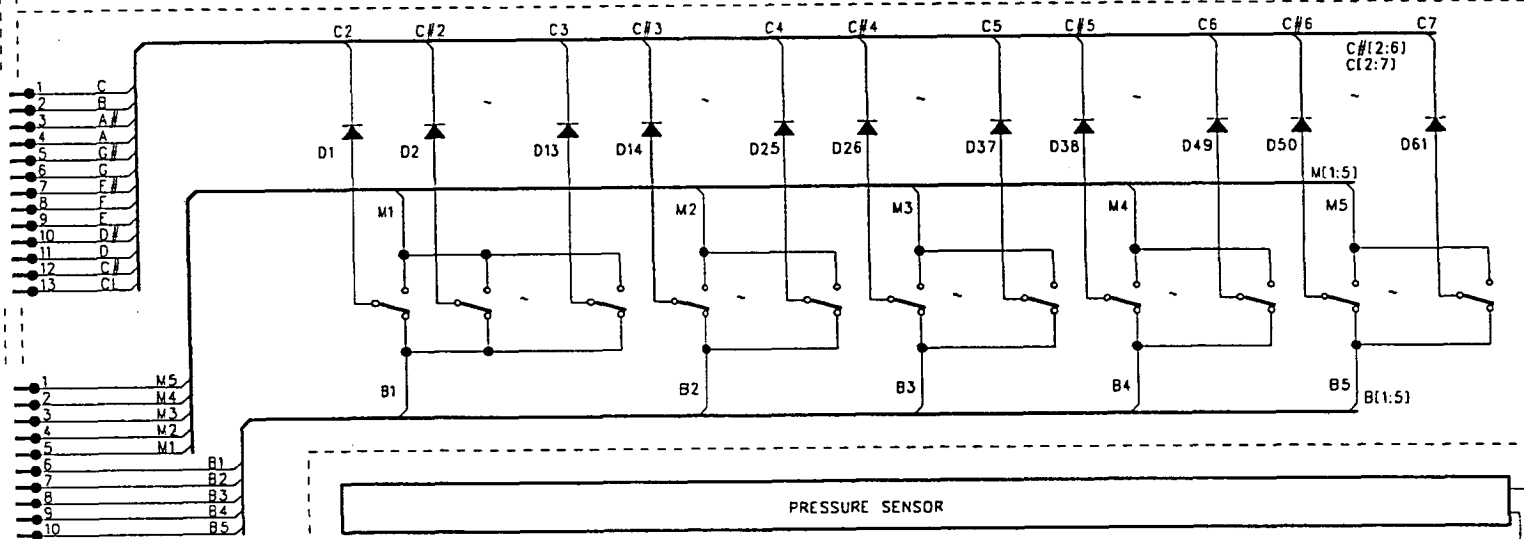 C2 C#2 C3 C#3 C4 C#4 C5 C#5 C6 C#6 C7
C#[2:6]
C[2:7]
1 C
2 B
3 A#
4 A
5 G#
6 G
7 F#
8 F
9 E
10 D#
11 D
12 C#
13 C1
D1 D2 D13 D14 D25 D26 D37 D38 D49 D50 D61
M[1:5]
M1 M2 M3 M4 M5
B1 B2 B3 B4 B5
B[1:5]
1 M5
2 M4
3 M3
4 M2
5 M1
6 B1
7 B2
8 B3
9 B4
10 B5
PRESSURE SENSOR